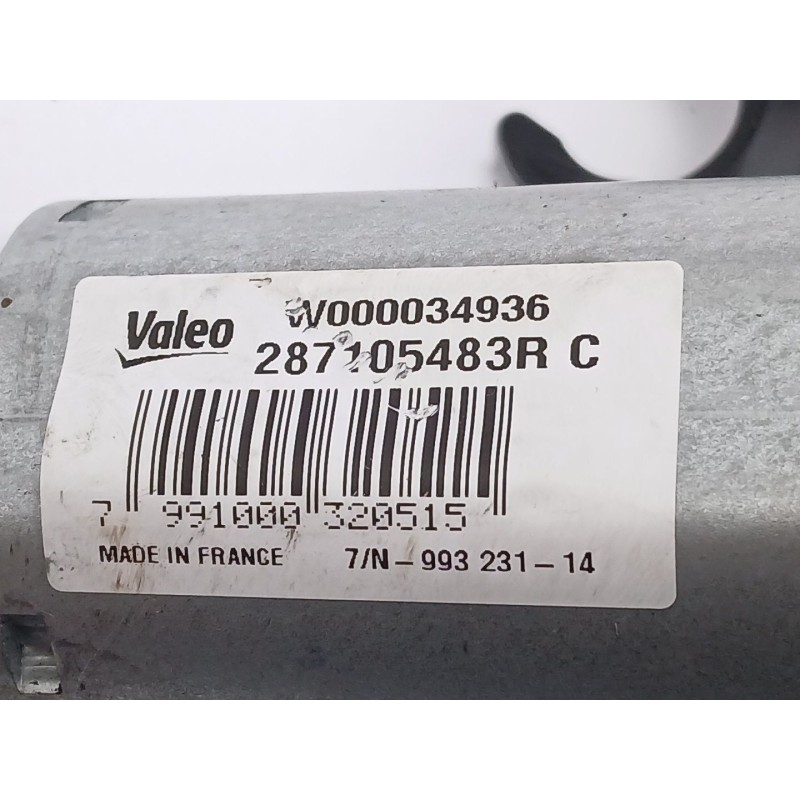 Valeo W000034936
287105483R C
7 991000 320515
MADE IN FRANCE 7/N-993 231-14